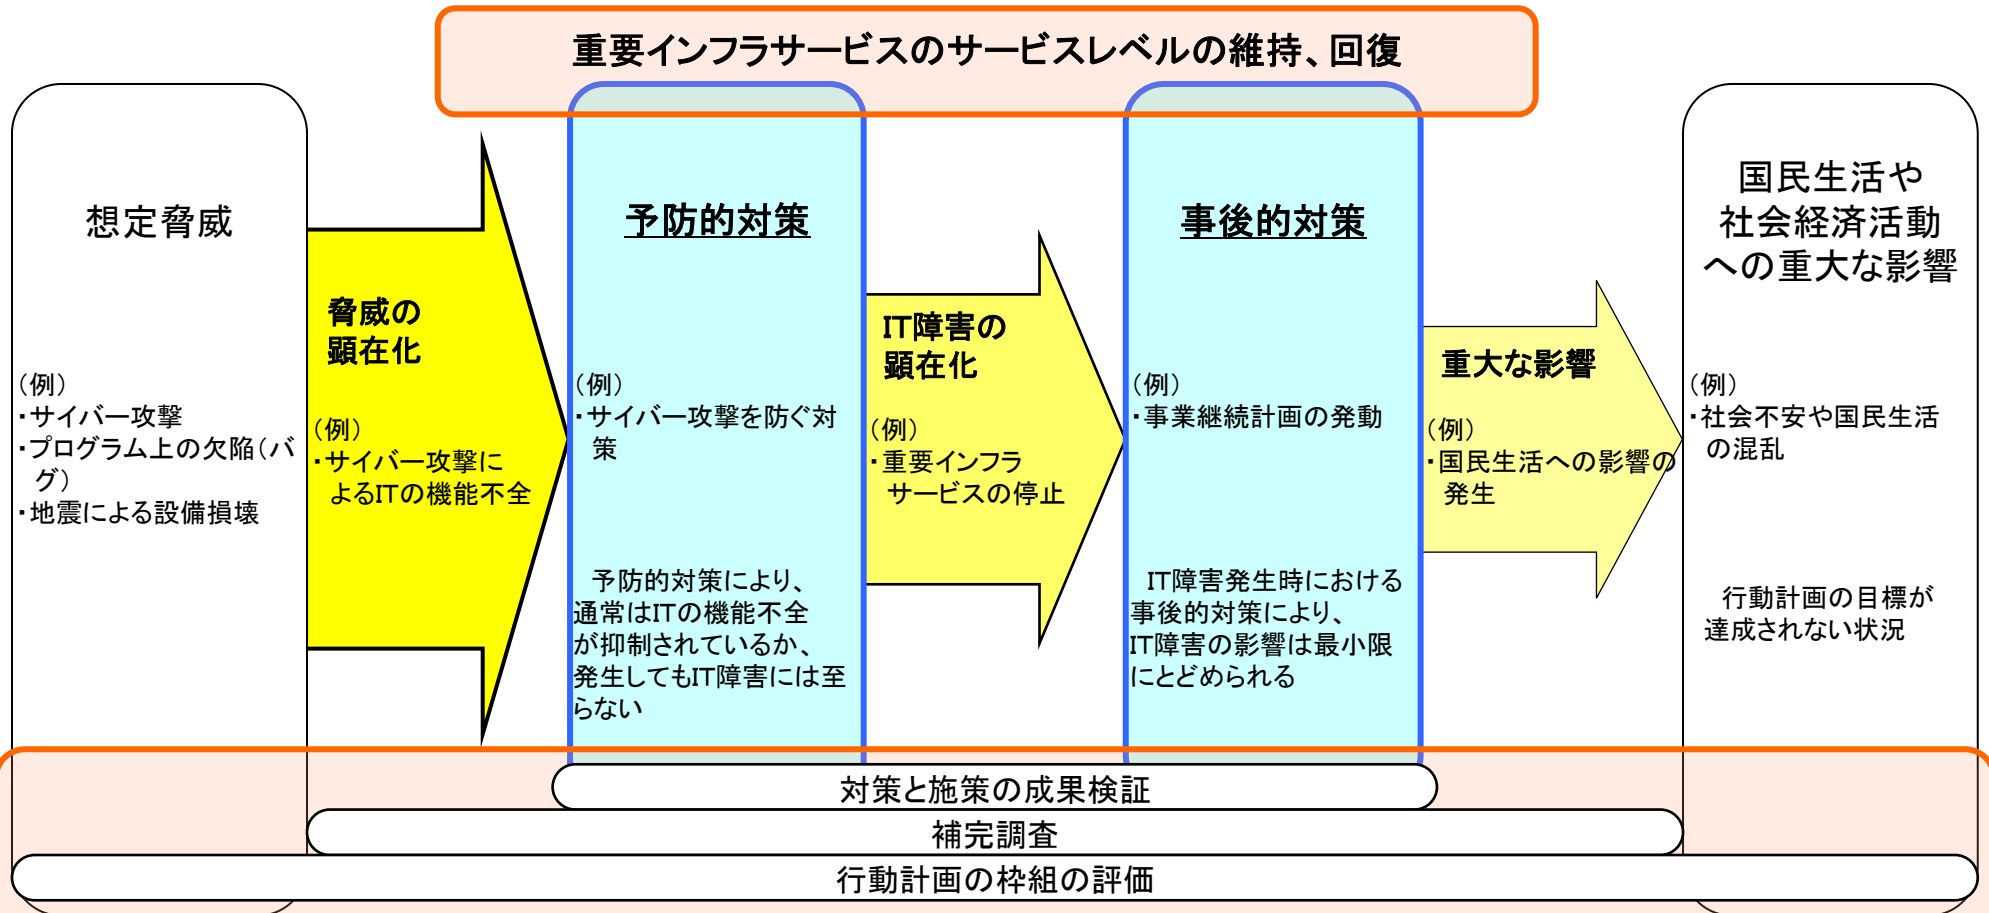 重要インフラサービスのサービスレベルの維持、回復
想定脅威
（例）
・サイバー攻撃
・プログラム上の欠陥（バ
グ）
・地震による設備損壊
脅威の
顕在化
（例）
・サイバー攻撃に
よるITの機能不全
予防的対策
（例）
・サイバー攻撃を防ぐ対
策
予防的対策により、
通常はITの機能不全
が抑制されているか、
発生してもIT障害には至
らない
IT障害の
顕在化
（例）
・重要インフラ
サービスの停止
事後的対策
（例）
・事業継続計画の発動
IT障害発生時における
事後的対策により、
IT障害の影響は最小限
にとどめられる
重大な影響
（例）
・国民生活への影響の
発生
国民生活や
社会経済活動
への重大な影響
（例）
・社会不安や国民生活
の混乱
行動計画の目標が
達成されない状況
対策と施策の成果検証
補完調査
行動計画の枠組の評価